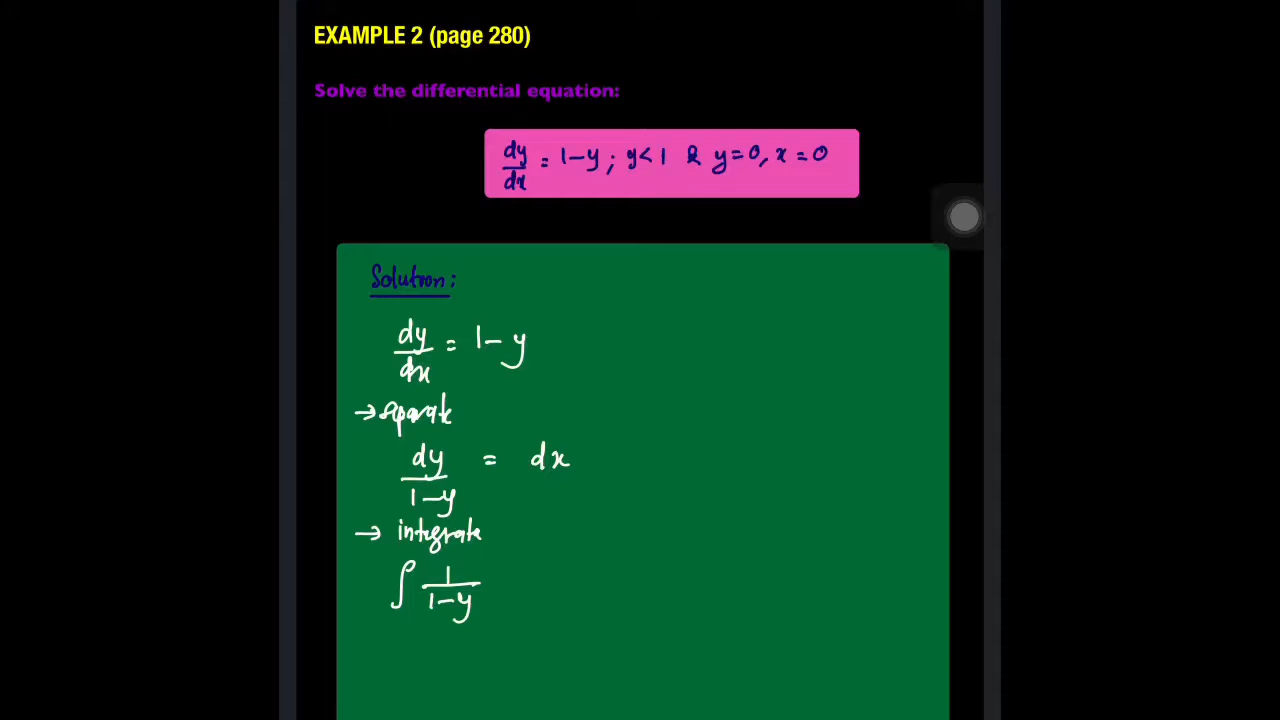 EXAMPLE 2 (page 280)
Solve the differential equation:
dy/dx = 1-y ; y<1 & y=0, x=0
Solution:
dy/dx = 1-y
→ separate
dy/1-y = dx
→ integrate
∫ 1/1-y